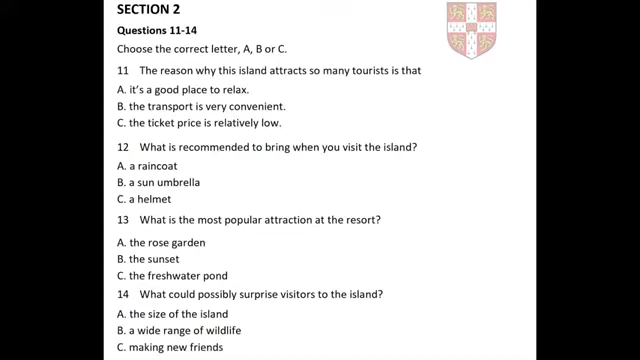 SECTION 2
Questions 11-14
Choose the correct letter, A, B or C.
11 The reason why this island attracts so many tourists is that
A. it's a good place to relax.
B. the transport is very convenient.
C. the ticket price is relatively low.
12 What is recommended to bring when you visit the island?
A. a raincoat
B. a sun umbrella
C. a helmet
13 What is the most popular attraction at the resort?
A. the rose garden
B. the sunset
C. the freshwater pond
14 What could possibly surprise visitors to the island?
A. the size of the island
B. a wide range of wildlife
C. making new friends